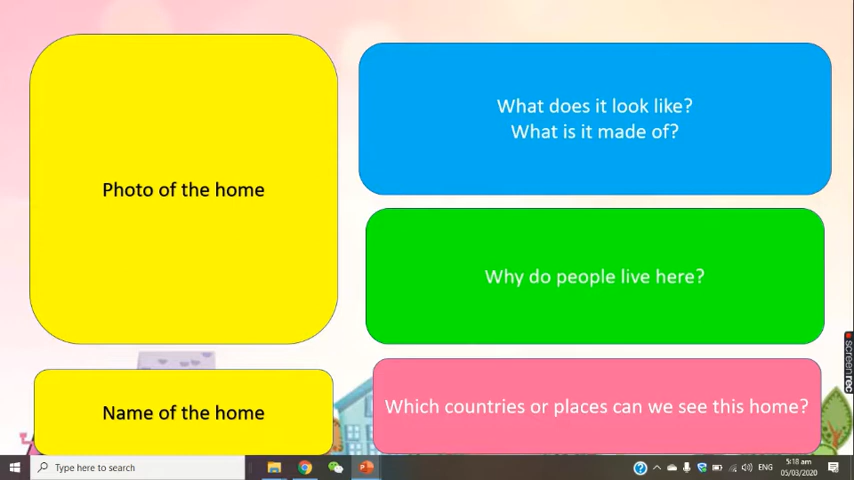 What does it look like?
What is it made of?
Photo of the home
Why do people live here?
Name of the home
Which countries or places can we see this home?
screenrec
Type here to search
ENG
5:18 am
05/03/2020